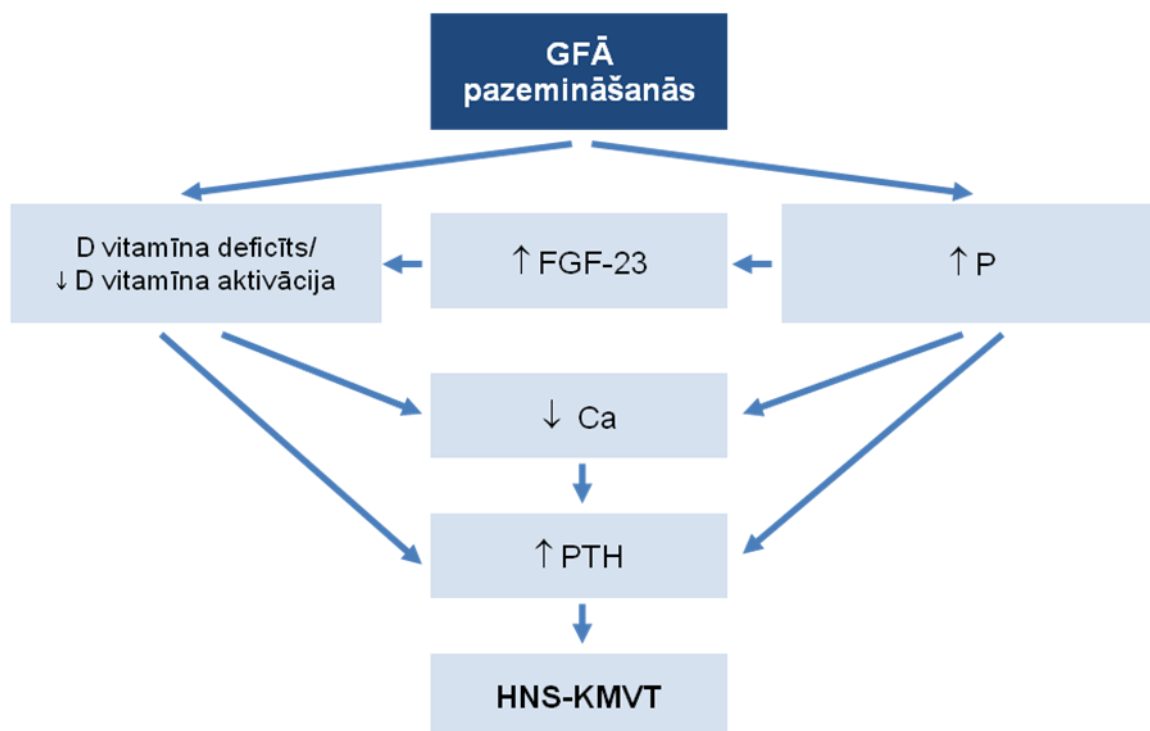 GFĀ
pazemināšanās
D vitamīna deficīts/
↓ D vitamīna aktivācija
↑ FGF-23
↑ P
↓ Ca
↑ PTH
HNS-KMVT